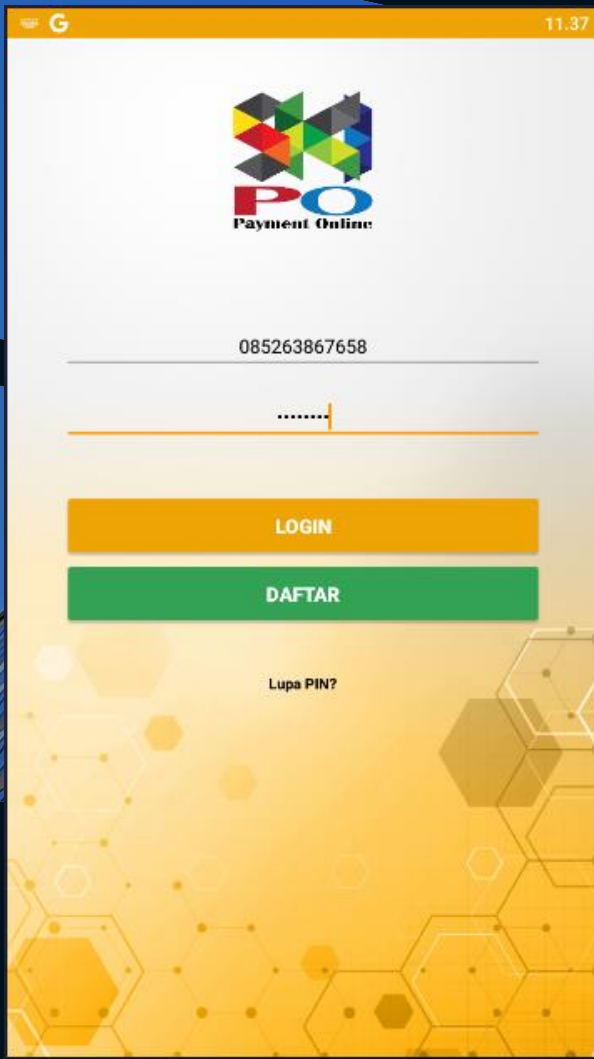 G
11.37
PO
Payment Online
085263867658
........
LOGIN
DAFTAR
Lupa PIN?